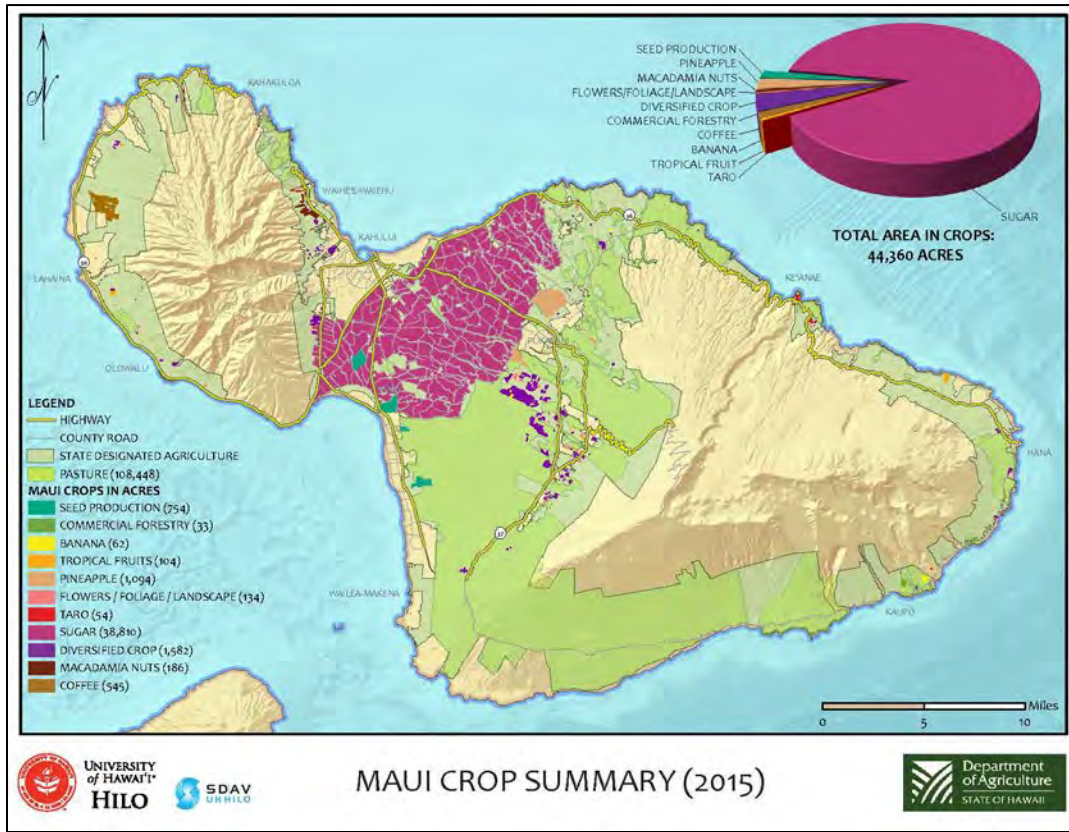 N
KAHAKULOA
WAIHE'E-WAIEHU
KAHULUI
LAHAINA
OLOWALU
36
KE'ANAE
HANA
37
WAILEA-MAKENA
KAUPO
SEED PRODUCTION
PINEAPPLE
MACADAMIA NUTS
FLOWERS/FOLIAGE/LANDSCAPE
DIVERSIFIED CROP
COMMERCIAL FORESTRY
COFFEE
BANANA
TROPICAL FRUIT
TARO
SUGAR
TOTAL AREA IN CROPS:
44,360 ACRES
LEGEND
HIGHWAY
COUNTY ROAD
STATE DESIGNATED AGRICULTURE
PASTURE (108,448)
MAUI CROPS IN ACRES
SEED PRODUCTION (754)
COMMERCIAL FORESTRY (33)
BANANA (62)
TROPICAL FRUITS (104)
PINEAPPLE (1,094)
FLOWERS / FOLIAGE / LANDSCAPE (134)
TARO (54)
SUGAR (38,810)
DIVERSIFIED CROP (1,582)
MACADAMIA NUTS (186)
COFFEE (545)
Miles
0 5 10
UNIVERSITY
of HAWAI'I
HILO
SDAV
UH HILO
MAUI CROP SUMMARY (2015)
Department
of Agriculture
STATE OF HAWAII